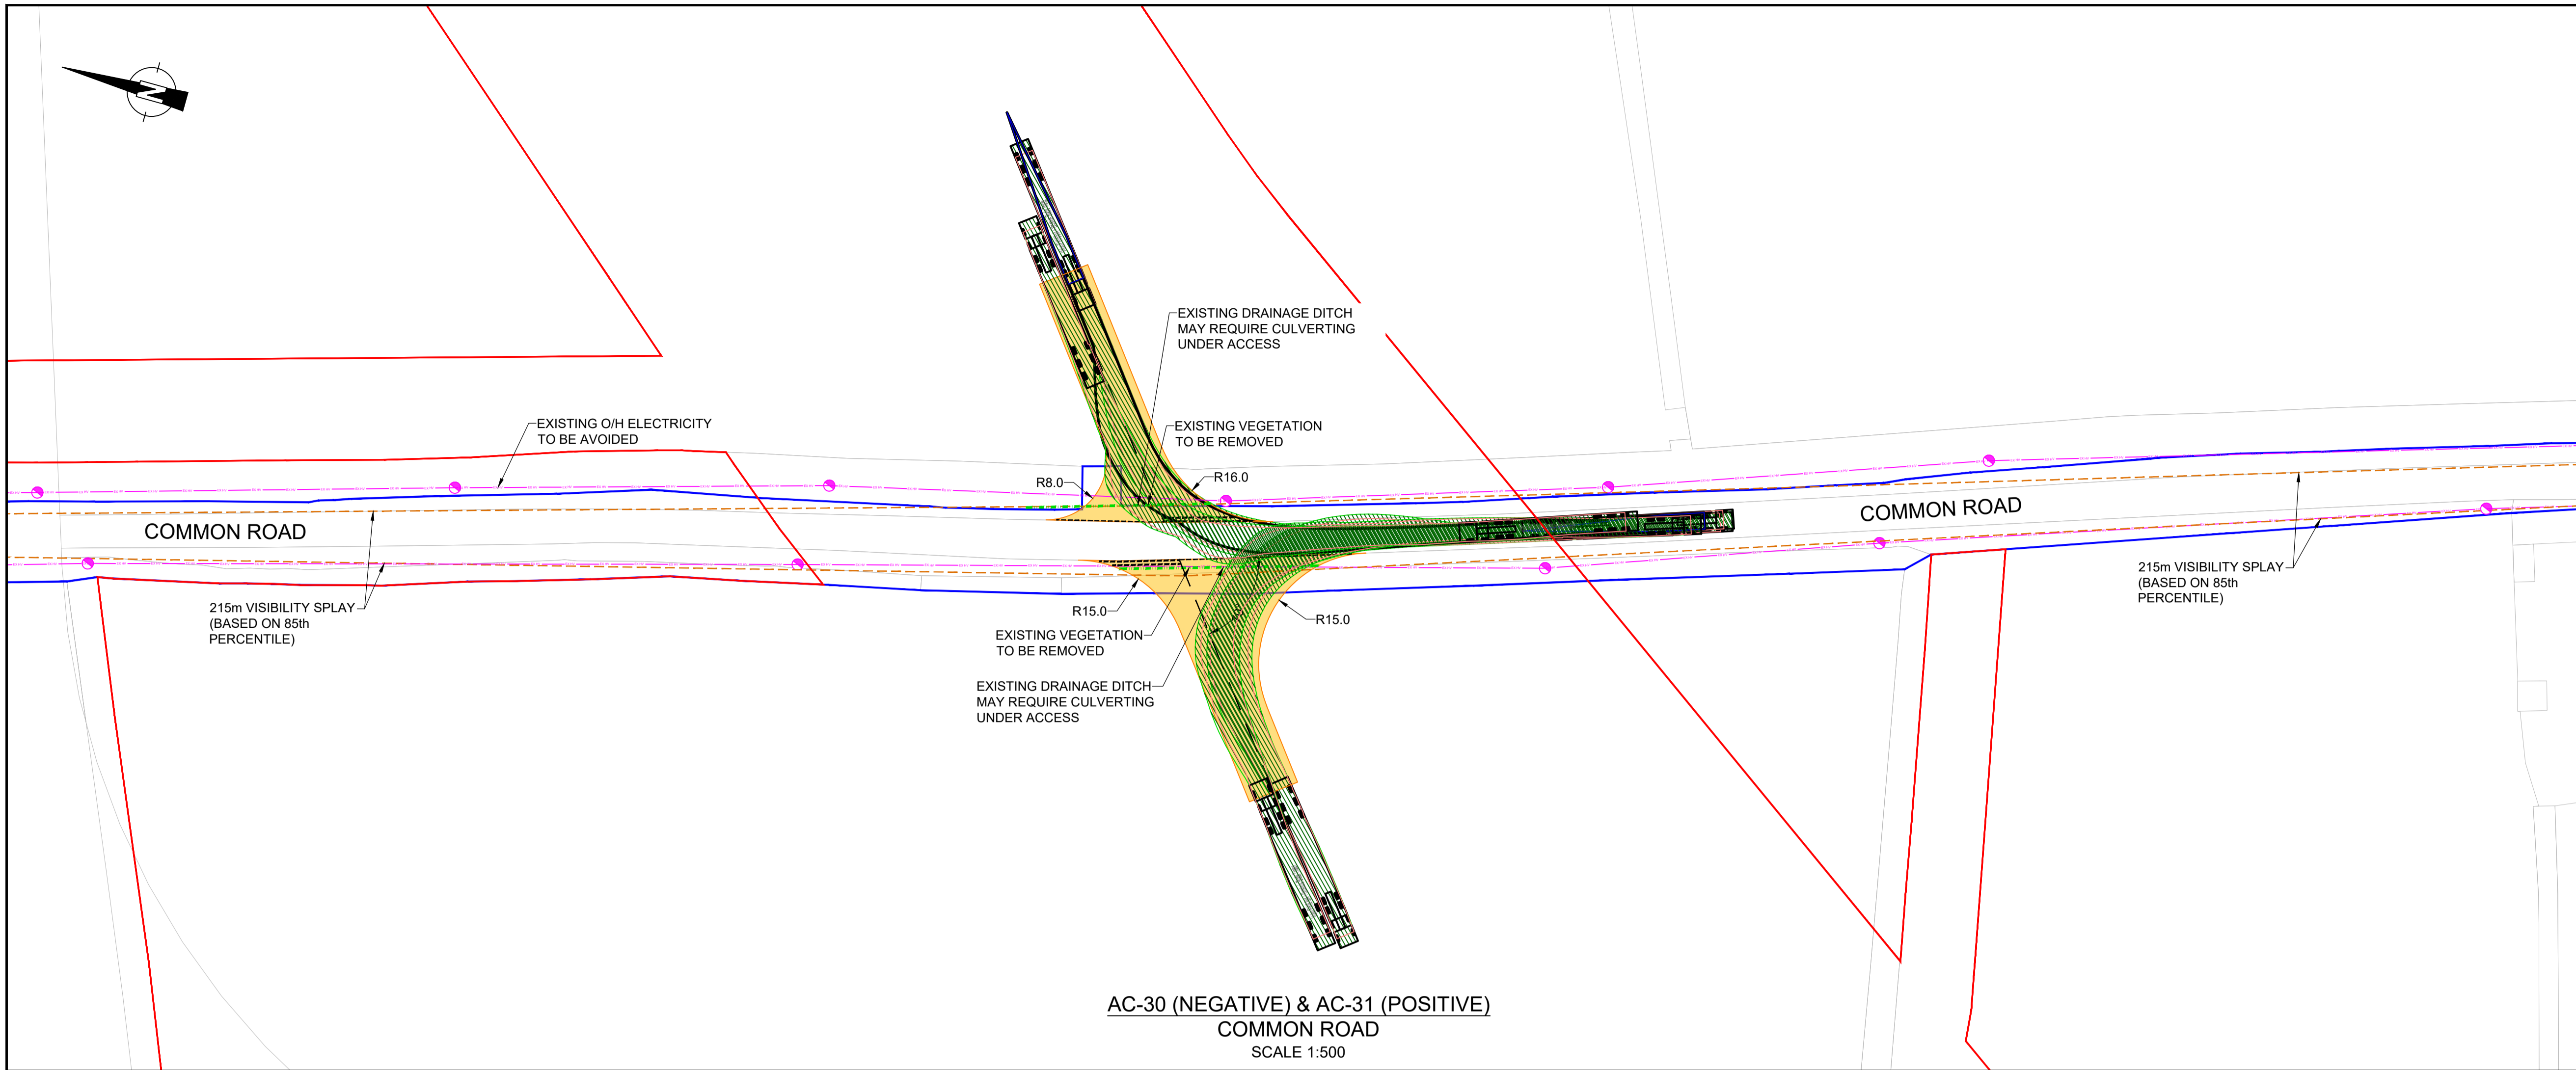 N
EXISTING DRAINAGE DITCH
MAY REQUIRE CULVERTING
UNDER ACCESS
EXISTING O/H ELECTRICITY
TO BE AVOIDED
EXISTING VEGETATION
TO BE REMOVED
R8.0
R16.0
COMMON ROAD
COMMON ROAD
215m VISIBILITY SPLAY
(BASED ON 85th
PERCENTILE)
R15.0
R15.0
EXISTING VEGETATION
TO BE REMOVED
215m VISIBILITY SPLAY
(BASED ON 85th
PERCENTILE)
EXISTING DRAINAGE DITCH
MAY REQUIRE CULVERTING
UNDER ACCESS
AC-30 (NEGATIVE) & AC-31 (POSITIVE)
COMMON ROAD
SCALE 1:500